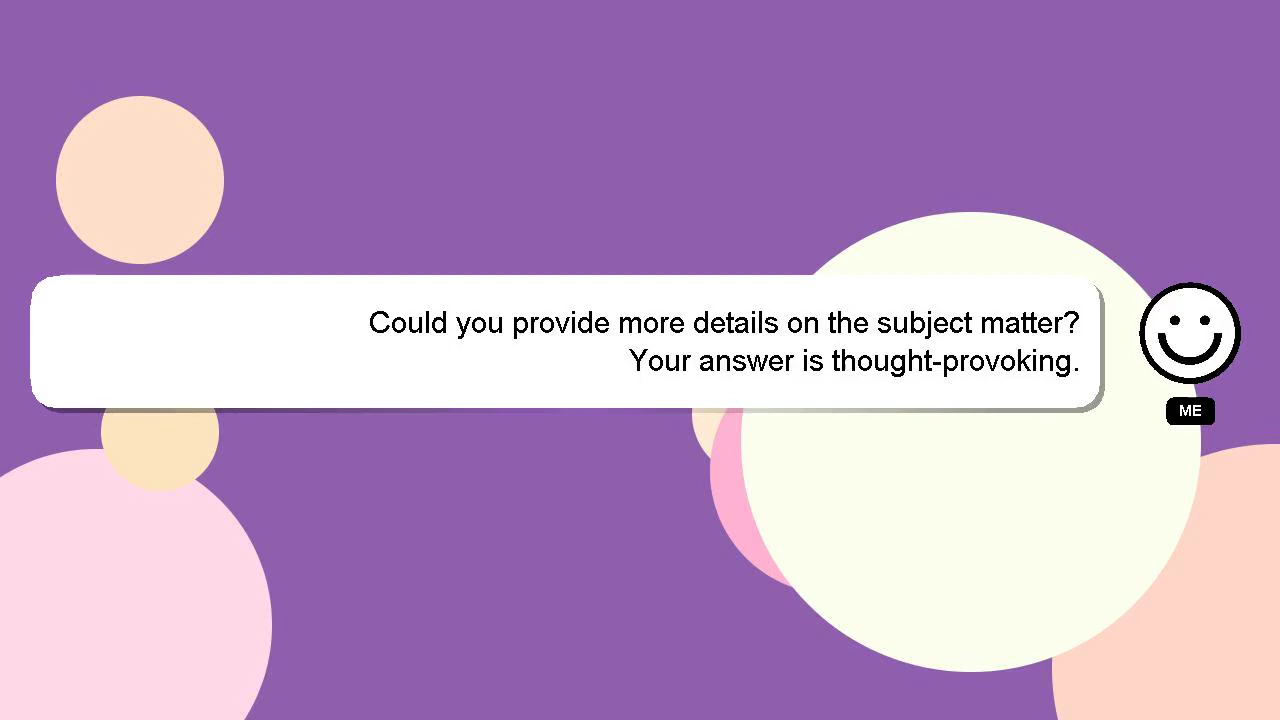 Could you provide more details on the subject matter?
Your answer is thought-provoking.
ME